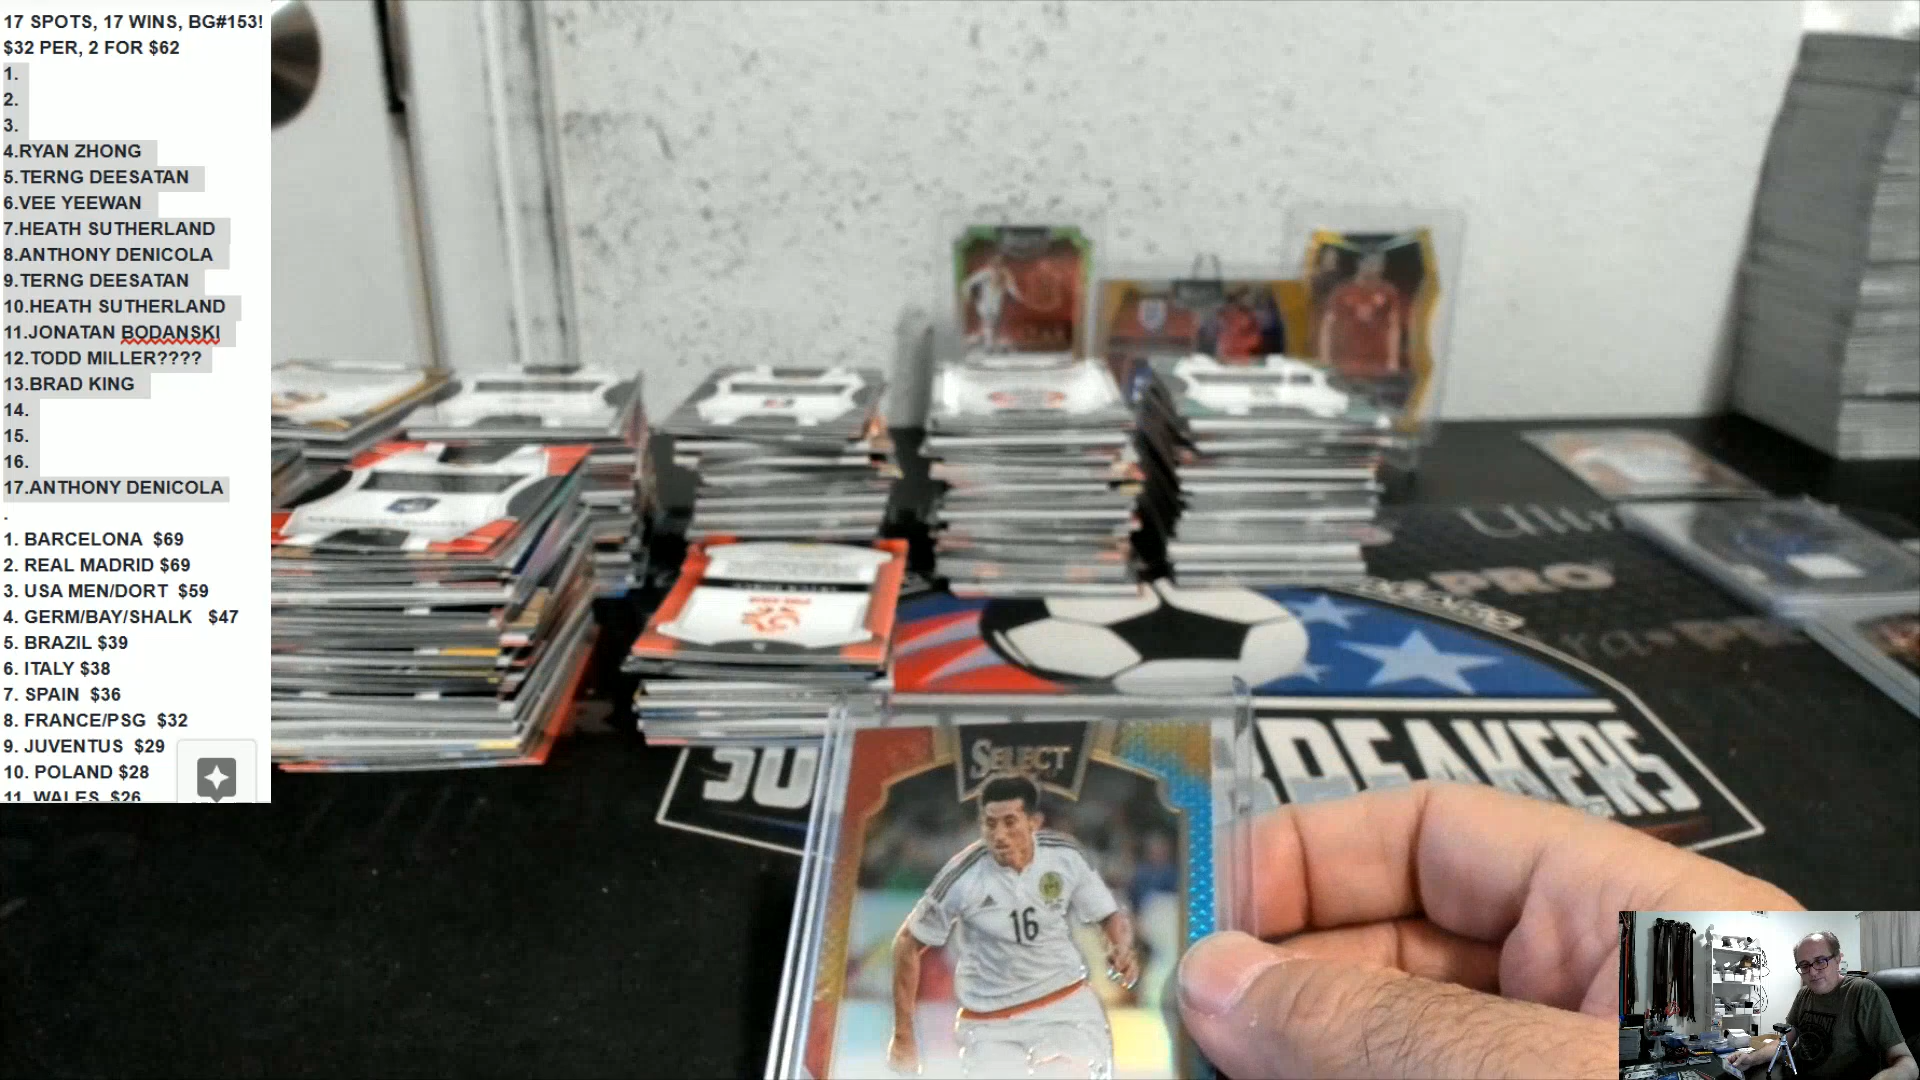 17 SPOTS, 17 WINS, BG#153!
$32 PER, 2 FOR $62
1.
2.
3.
4.RYAN ZHONG
5.TERNG DEESATAN
6.VEE YEEWAN
7.HEATH SUTHERLAND
8.ANTHONY DENICOLA
9.TERNG DEESATAN
10.HEATH SUTHERLAND
11.JONATAN BODANSKI
12.TODD MILLER????
13.BRAD KING
14.
15.
16.
17.ANTHONY DENICOLA
.
1. BARCELONA $69
2. REAL MADRID $69
3. USA MEN/DORT $59
4. GERM/BAY/SHALK $47
5. BRAZIL $39
6. ITALY $38
7. SPAIN $36
8. FRANCE/PSG $32
9. JUVENTUS $29
10. POLAND $28
11. WALES $26
PRO
BREAKERS
SELECT
16